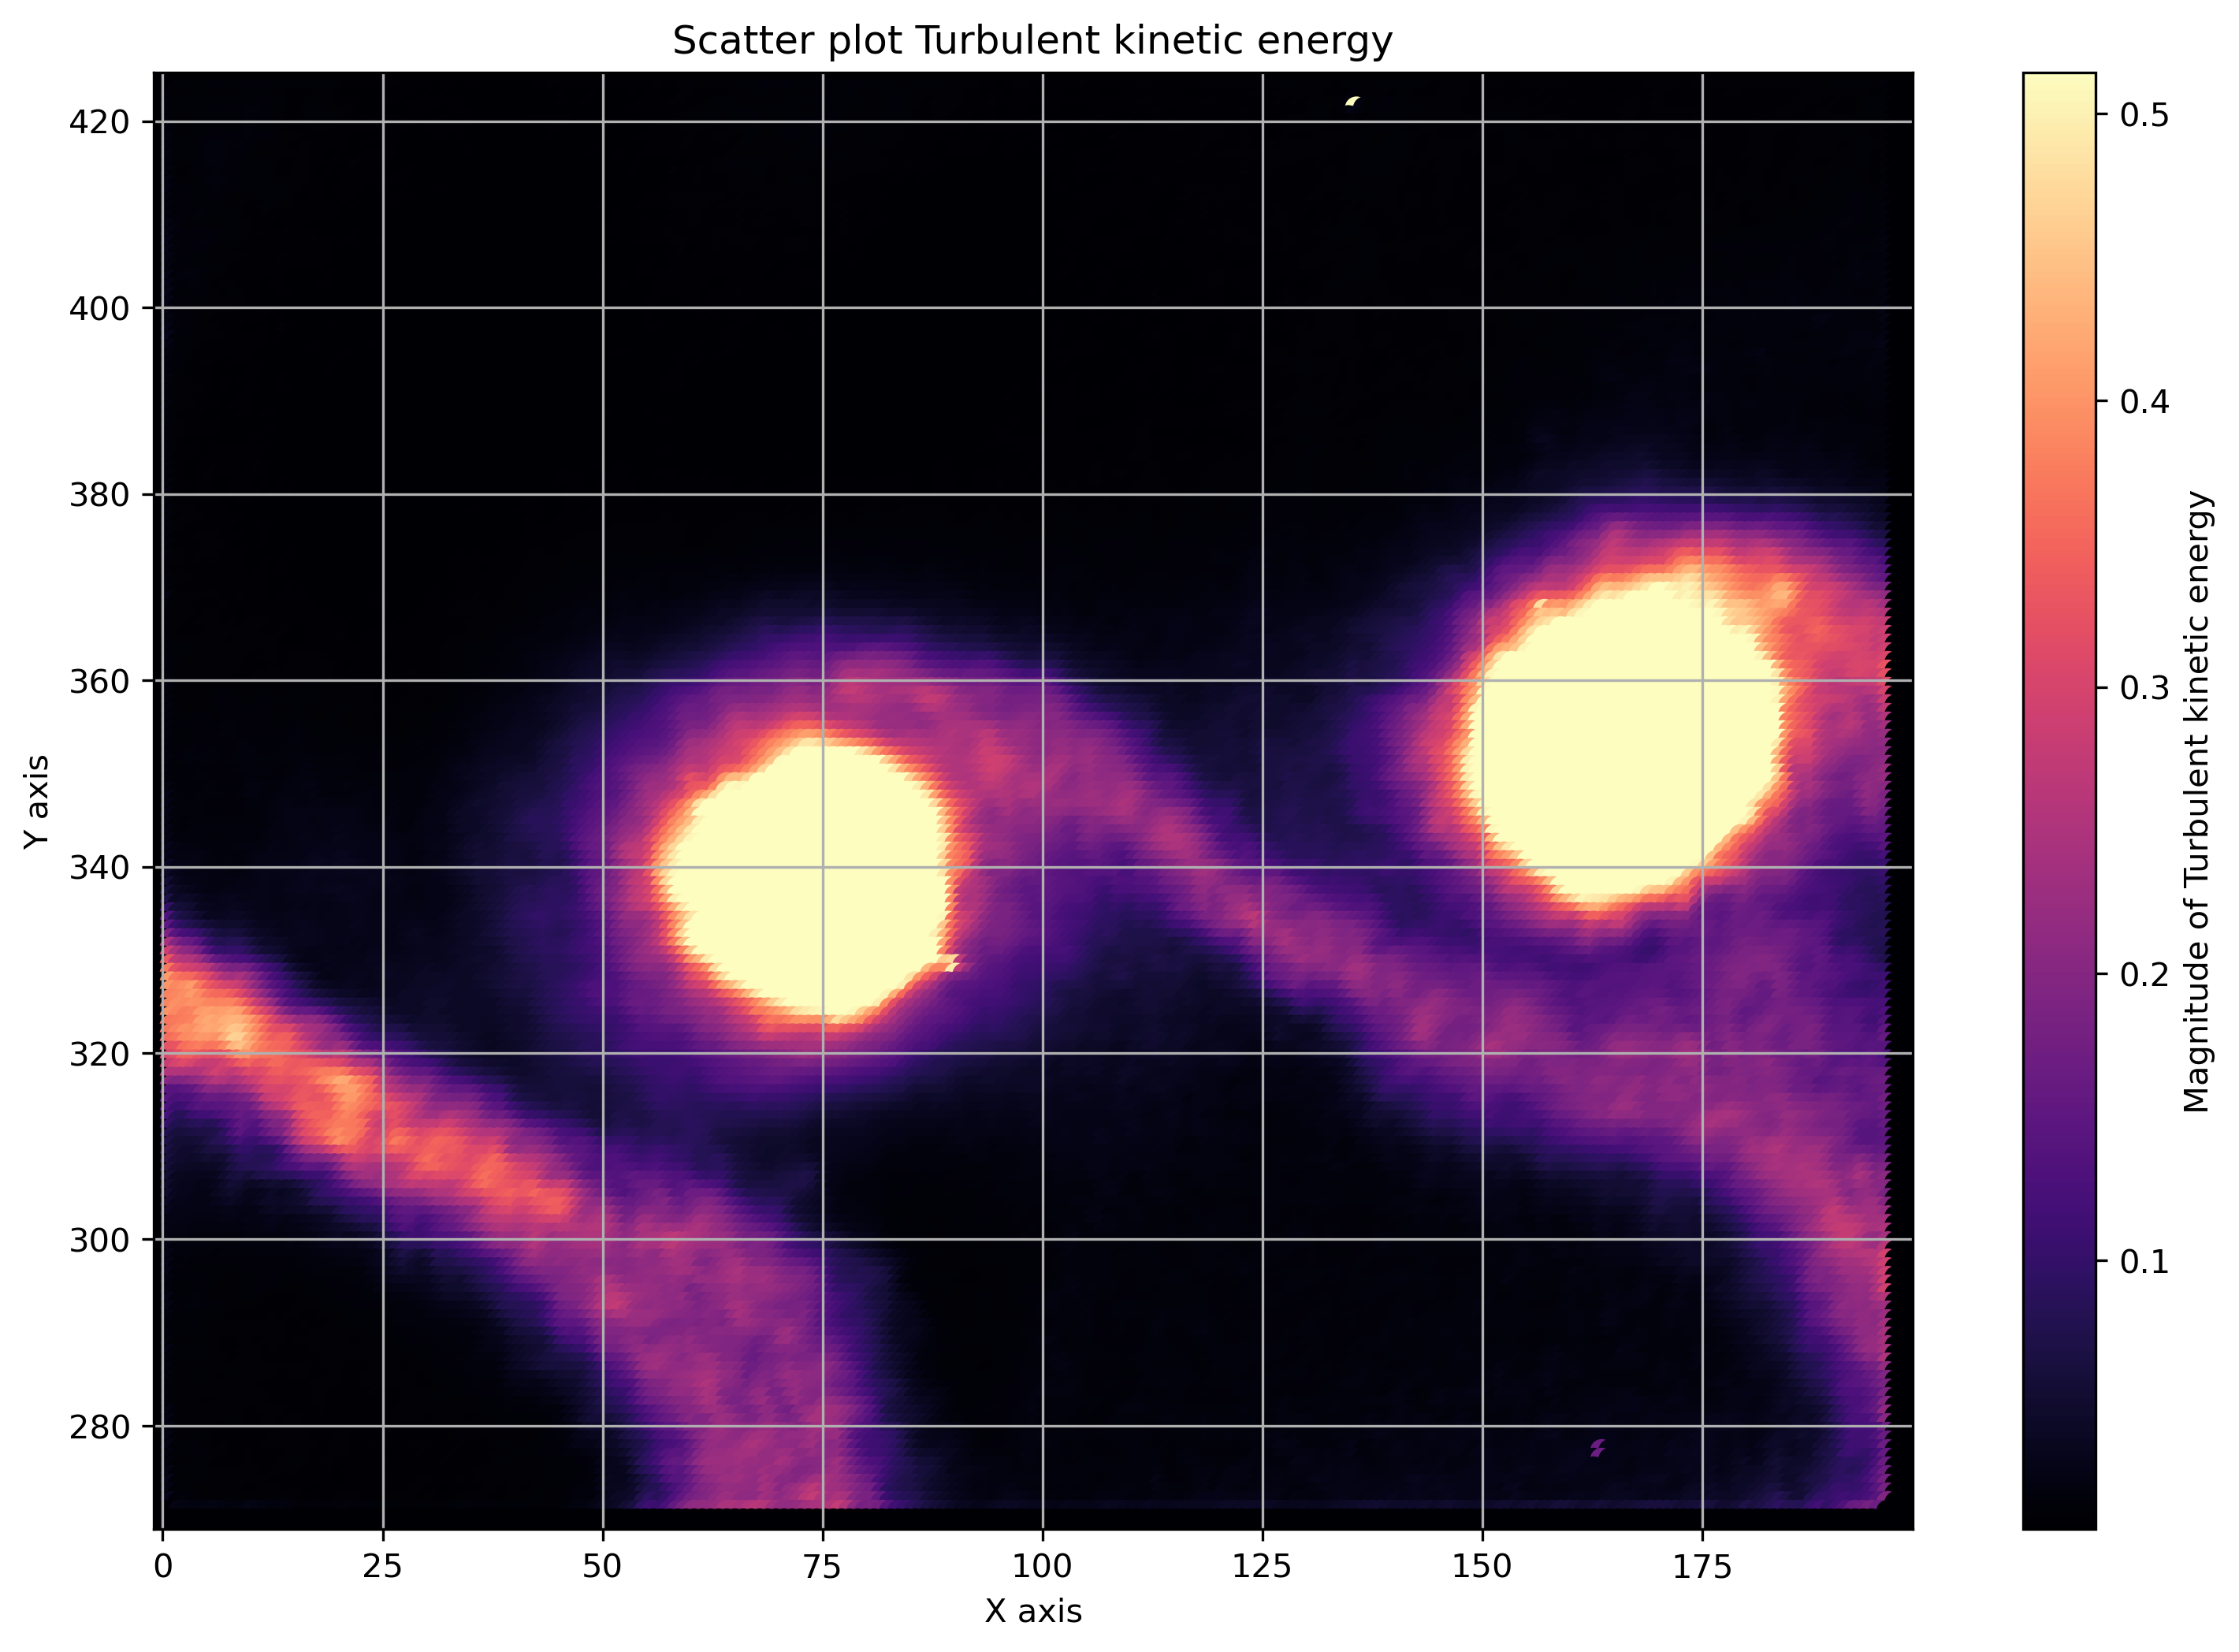 Scatter plot Turbulent kinetic energy
420
400
380
360
340
320
300
280
Y axis
0 25 50 75 100 125 150 175
X axis
0.5
0.4
0.3
0.2
0.1
Magnitude of Turbulent kinetic energy